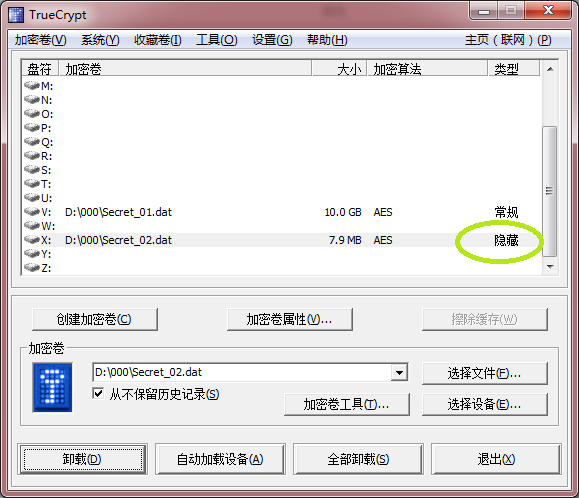 TrueCrypt
加密卷(V) 系统(Y) 收藏卷(I) 工具(O) 设置(G) 帮助(H) 主页（联网）(P)
盘符 加密卷 大小 加密算法 类型
M:
N:
O:
P:
Q:
R:
S:
T:
U:
V: D:\000\Secret_01.dat 10.0 GB AES 常规
W:
X: D:\000\Secret_02.dat 7.9 MB AES 隐藏
Y:
Z:
创建加密卷(C) 加密卷属性(V)... 擦除缓存(W)
加密卷
D:\000\Secret_02.dat 选择文件(F)...
从不保留历史记录(S)
加密卷工具(T)... 选择设备(E)...
卸载(D) 自动加载设备(A) 全部卸载(S) 退出(X)